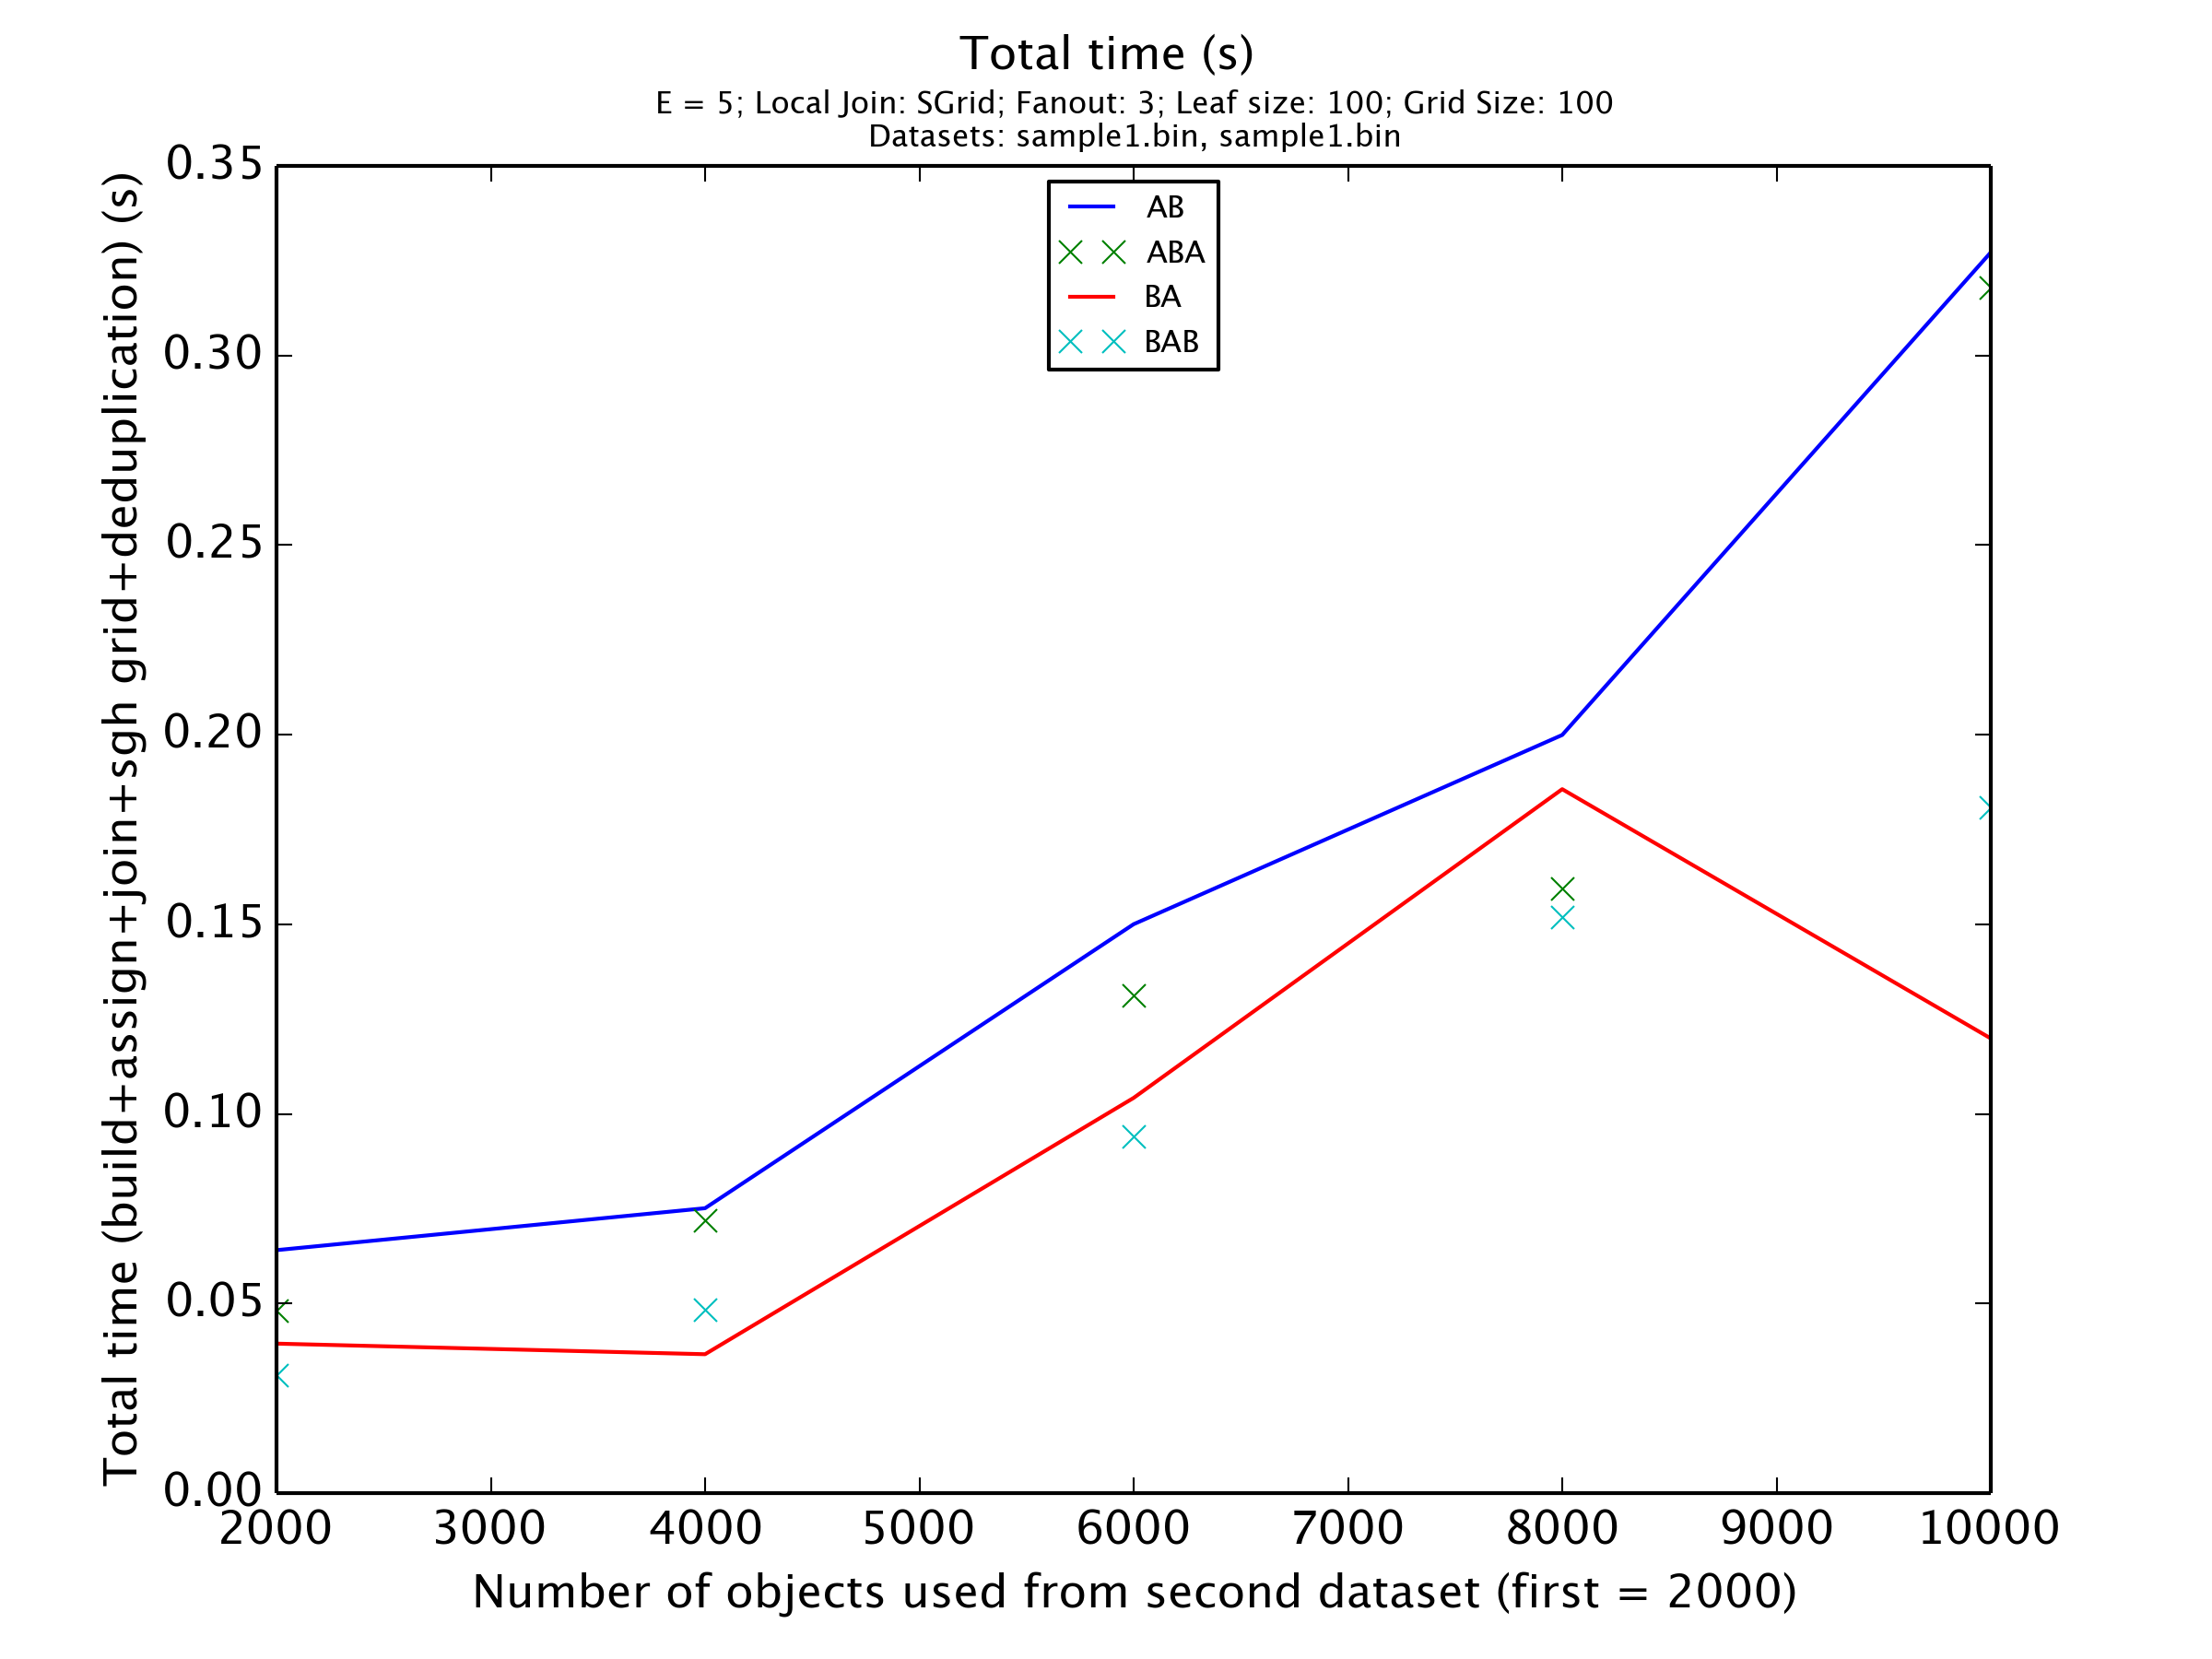 Total time (s)
E = 5; Local Join: SGrid; Fanout: 3; Leaf size: 100; Grid Size: 100
Datasets: sample1.bin, sample1.bin
Total time (build+assign+join+sgh grid+deduplication) (s)
0.35
0.30
0.25
0.20
0.15
0.10
0.05
0.00
AB
ABA
BA
BAB
2000 3000 4000 5000 6000 7000 8000 9000 10000
Number of objects used from second dataset (first = 2000)